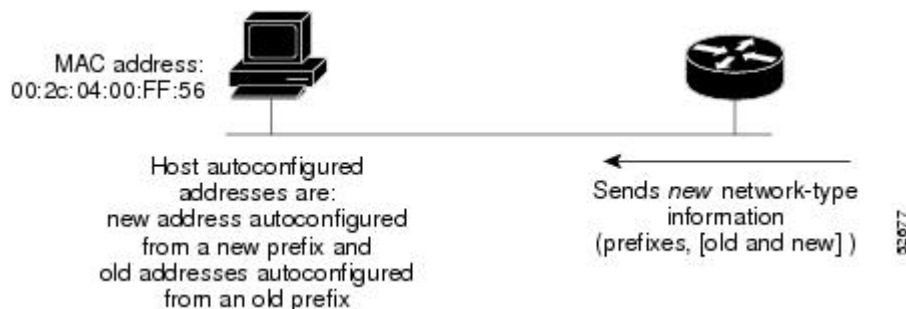 MAC address:
00:2c:04:00:FF:56
Host autoconfigured
addresses are:
new address autoconfigured
from a new prefix and
old addresses autoconfigured
from an old prefix
Sends new network-type
information
(prefixes, [old and new] )
52677